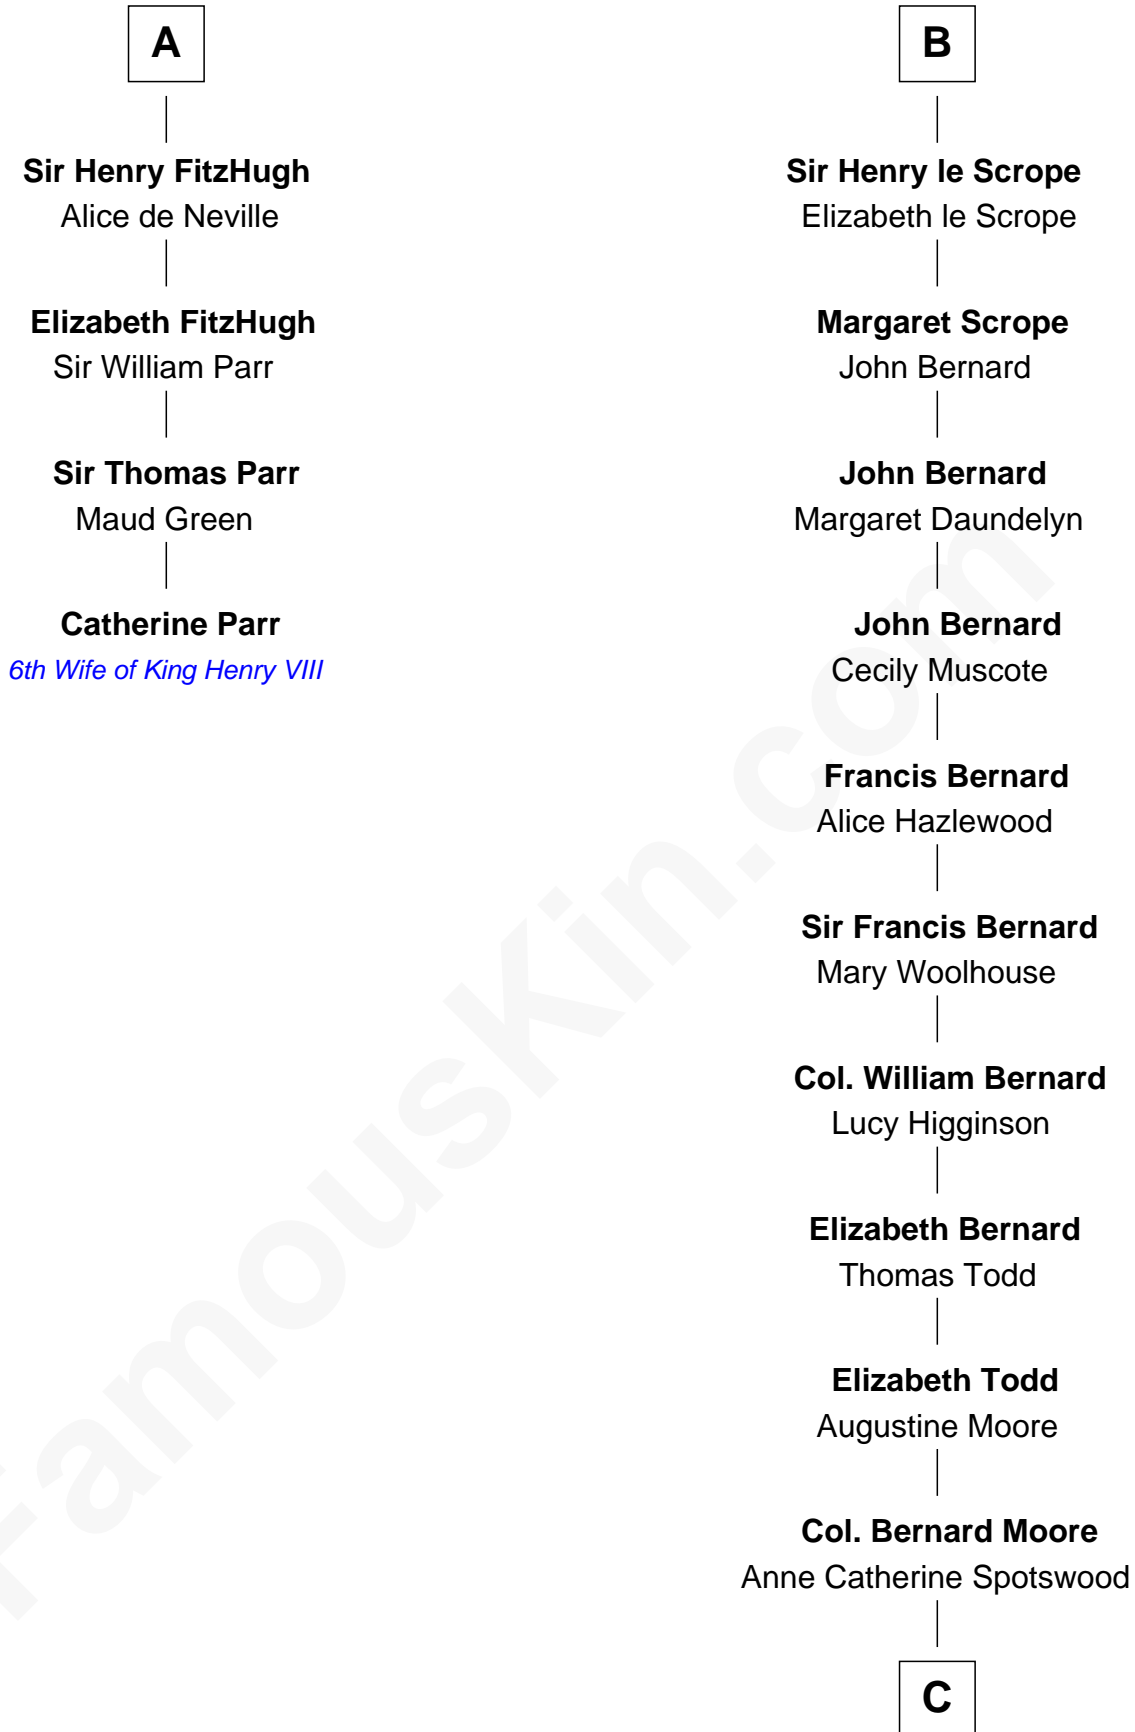 A
Sir Henry FitzHugh
Alice de Neville
Elizabeth FitzHugh
Sir William Parr
Sir Thomas Parr
Maud Green
Catherine Parr
6th Wife of King Henry VIII
B
Sir Henry le Scrope
Elizabeth le Scrope
Margaret Scrope
John Bernard
John Bernard
Margaret Daundelyn
John Bernard
Cecily Muscote
Francis Bernard
Alice Hazlewood
Sir Francis Bernard
Mary Woolhouse
Col. William Bernard
Lucy Higginson
Elizabeth Bernard
Thomas Todd
Elizabeth Todd
Augustine Moore
Col. Bernard Moore
Anne Catherine Spotswood
C
FamousKin.com